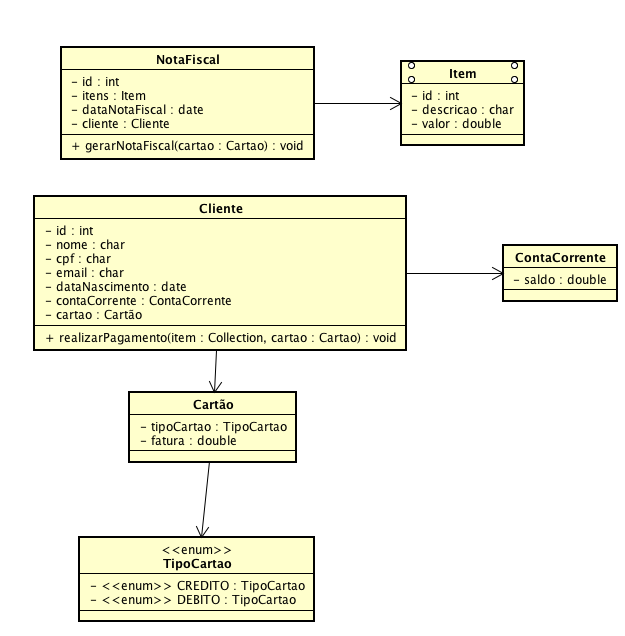 NotaFiscal
- id : int
- itens : Item
- dataNotaFiscal : date
- cliente : Cliente
+ gerarNotaFiscal(cartao : Cartao) : void
Item
- id : int
- descricao : char
- valor : double
Cliente
- id : int
- nome : char
- cpf : char
- email : char
- dataNascimento : date
- contaCorrente : ContaCorrente
- cartao : Cartão
+ realizarPagamento(item : Collection, cartao : Cartao) : void
ContaCorrente
- saldo : double
Cartão
- tipoCartao : TipoCartao
- fatura : double
<<enum>>
TipoCartao
- <<enum>> CREDITO : TipoCartao
- <<enum>> DEBITO : TipoCartao